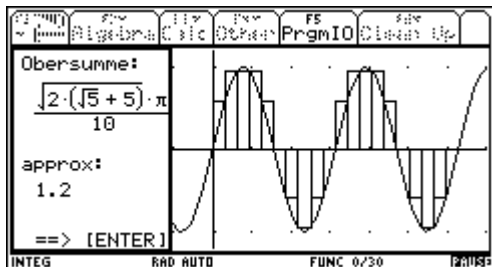 F5
Algebra Calc Other PrgmIO Clean Up
Obersumme:
√2·(√5 + 5)·π
10
approx:
1.2
==> [ENTER]
INTEG RAD AUTO FUNC 0/30 PAUSE